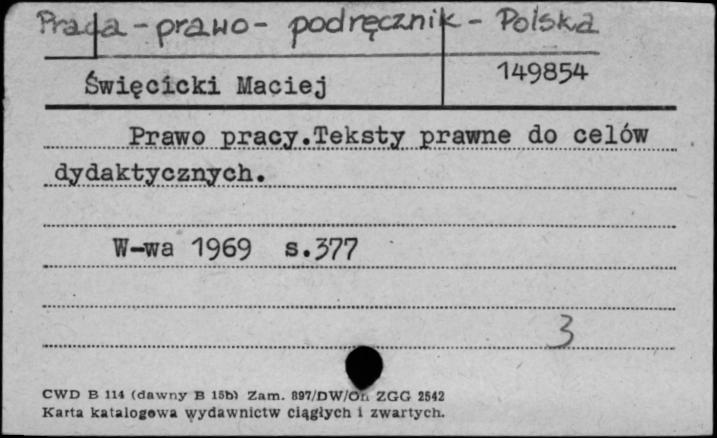 Praca - prawo - podręcznik - Polska
149854
Święcicki Maciej
Prawo pracy.Teksty prawne do celów
dydaktycznych.
W-wa 1969 s.377
3
CWD B 114 (dawny B 15b) Zam. 897/DW/On ZGG 2542
Karta katalogowa wydawnictw ciągłych i zwartych.